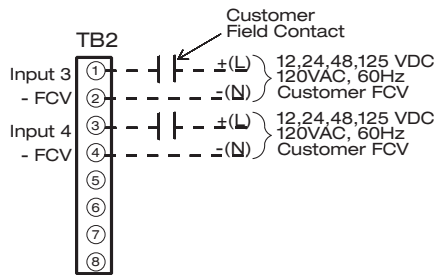 Customer
Field Contact
TB2
Input 3 1 +(L) 12,24,48,125 VDC
120VAC, 60Hz
- FCV 2 -(N) Customer FCV
Input 4 3 +(L) 12,24,48,125 VDC
120VAC, 60Hz
- FCV 4 -(N) Customer FCV
5
6
7
8